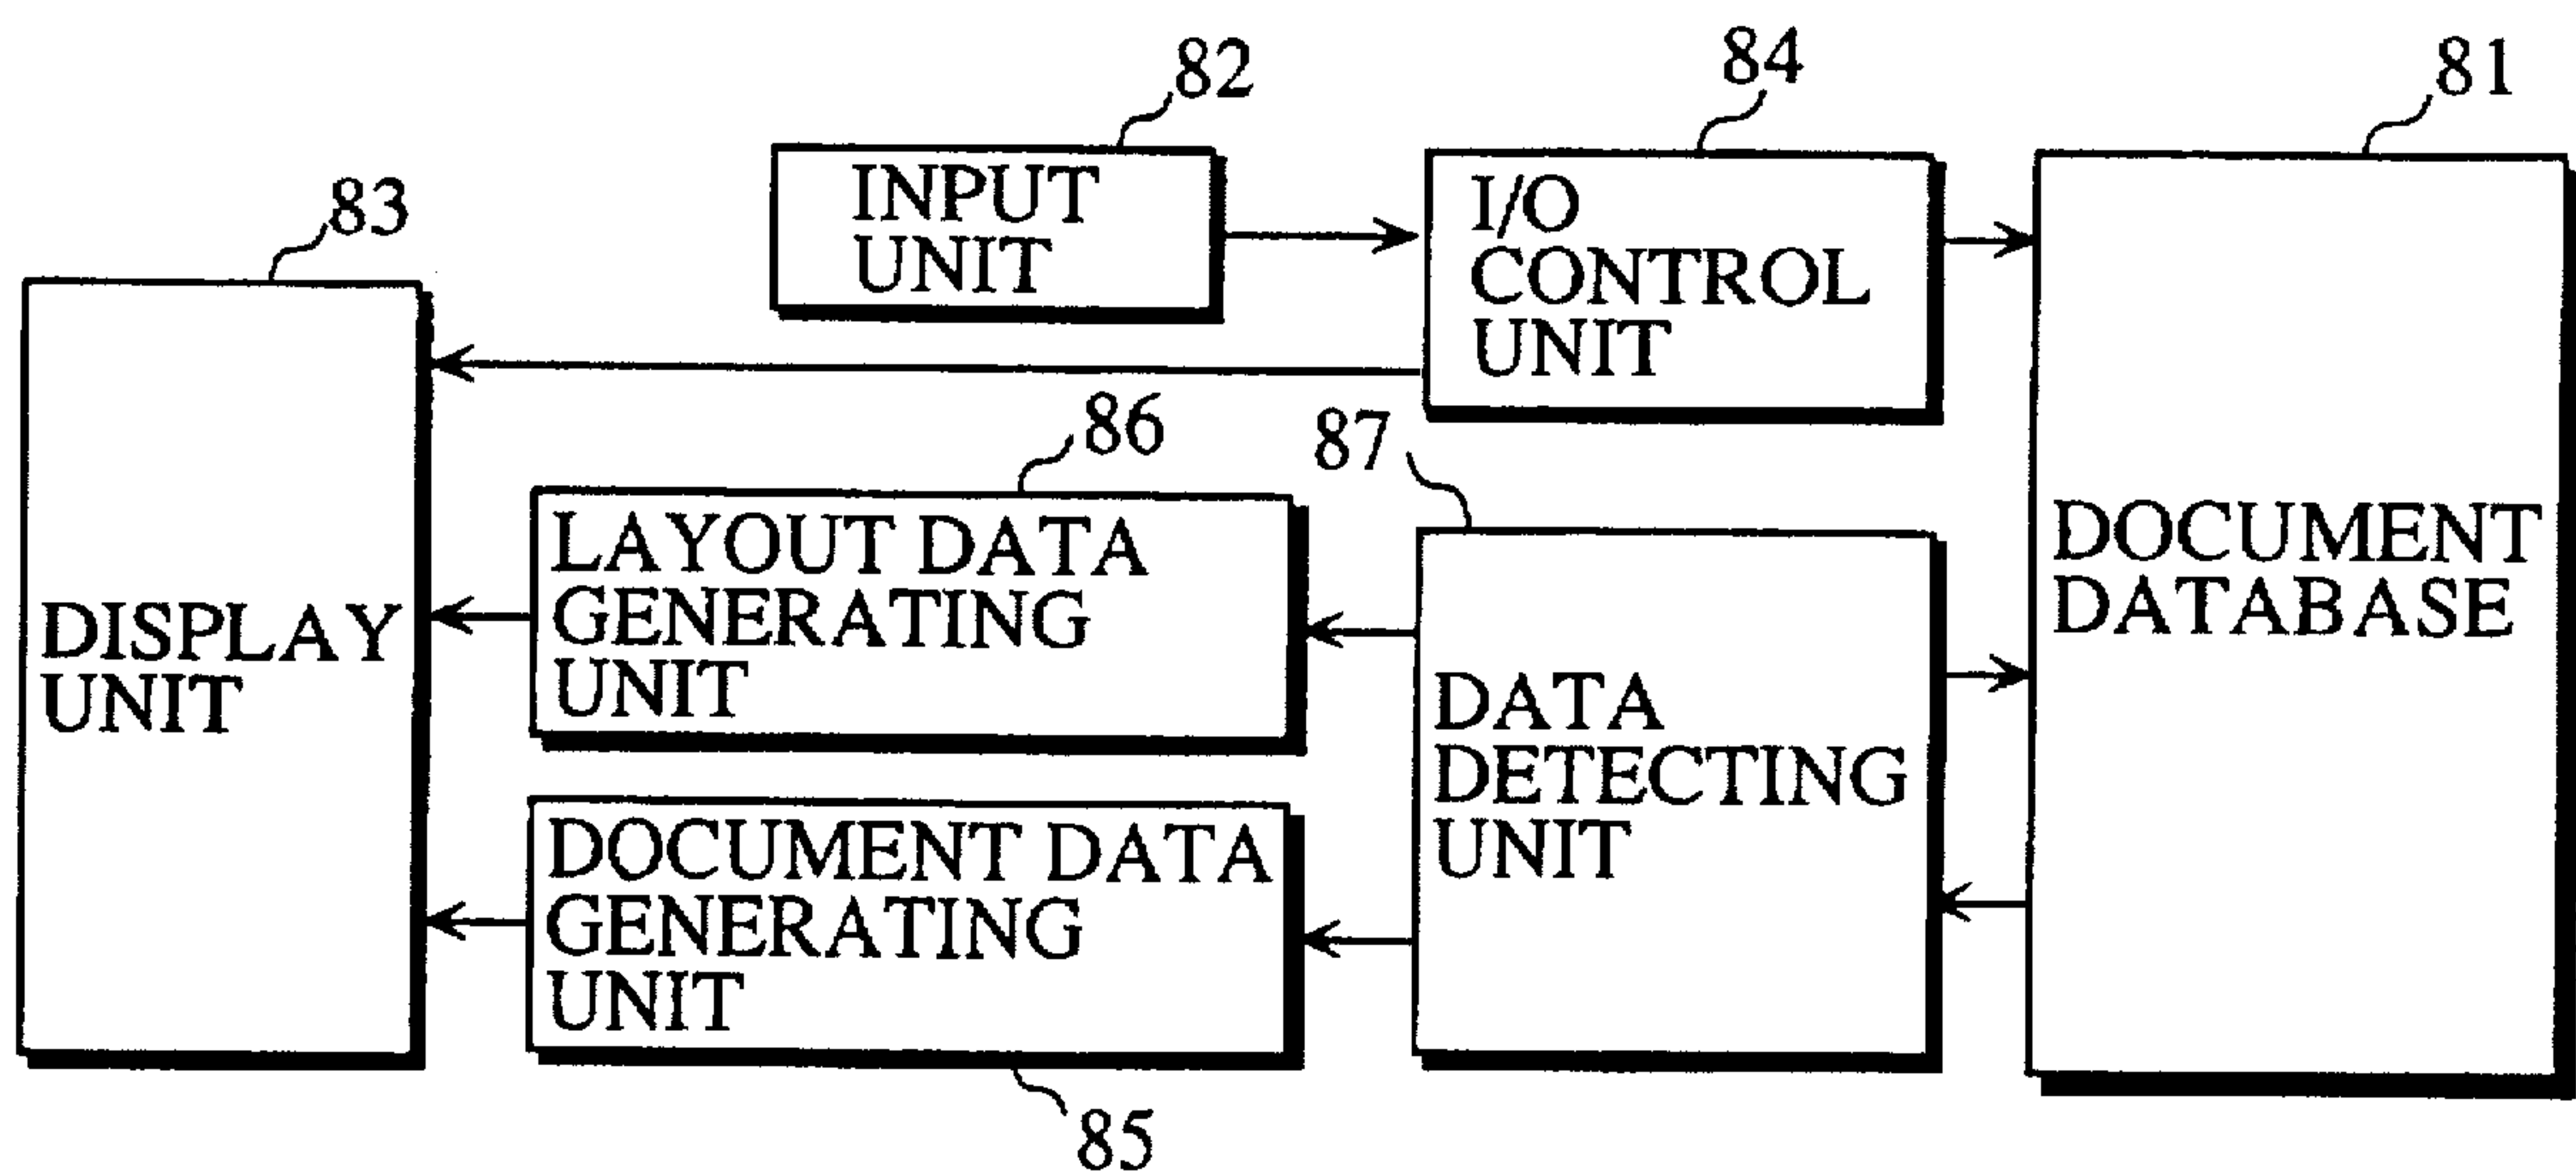 82
84
81
83
INPUT
UNIT
I/O
CONTROL
UNIT
86
87
DISPLAY
UNIT
LAYOUT DATA
GENERATING
UNIT
DATA
DETECTING
UNIT
DOCUMENT
DATABASE
DOCUMENT DATA
GENERATING
UNIT
85